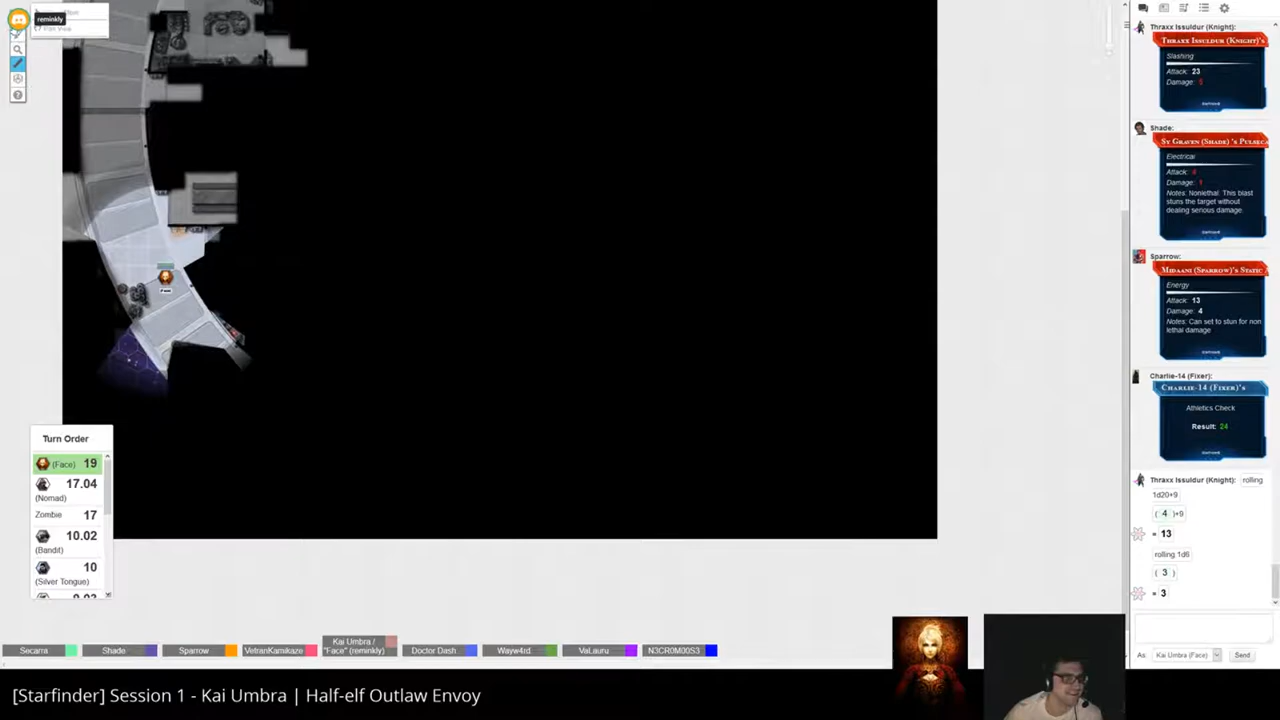 reminkly
Pan View
Turn Order
(Face) 19
17.04
(Nomad)
Zombie 17
10.02
(Bandit)
10
(Silver Tongue)
Face
Secarra
Shade
Sparrow
VetranKamikaze
Kai Umbra /
"Face" (reminkly)
Doctor Dash
Wayw4rd
VaLauru
N3CR0M00S3
[Starfinder] Session 1 - Kai Umbra | Half-elf Outlaw Envoy
Thraxx Issuldur (Knight):
Thraxx Issuldur (Knight)'s
Slashing
Attack: 23
Damage: 5
Shade:
Sy Graven (Shade) 's Pulseca
Electrical
Attack: 4
Damage:
Notes: Nonlethal This blast
stuns the target without
dealing serious damage.
Sparrow:
Midaani (Sparrow)'s Static
Energy
Attack: 13
Damage: 4
Notes: Can set to stun for non
lethal damage
Charlie-14 (Fixer):
Charlie-14 (Fixer)'s
Athletics Check
Result: 24
Thraxx Issuldur (Knight): rolling
1d20+9
( 4 )+9
= 13
rolling 1d6
( 3 )
= 3
As: Kai Umbra (Face) Send